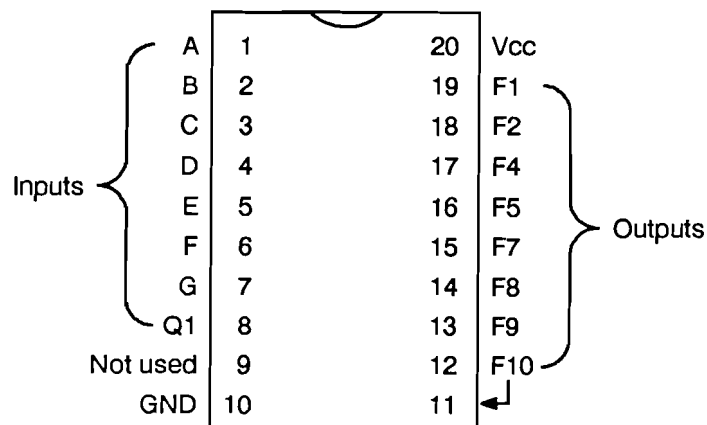 A 1 20 Vcc
B 2 19 F1
C 3 18 F2
D 4 17 F4
Inputs E 5 16 F5 Outputs
F 6 15 F7
G 7 14 F8
Q1 8 13 F9
Not used 9 12 F10
GND 10 11